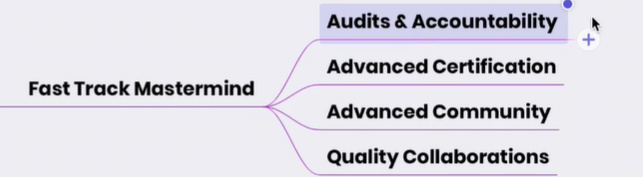 Audits & Accountability
Advanced Certification
Fast Track Mastermind
Advanced Community
Quality Collaborations